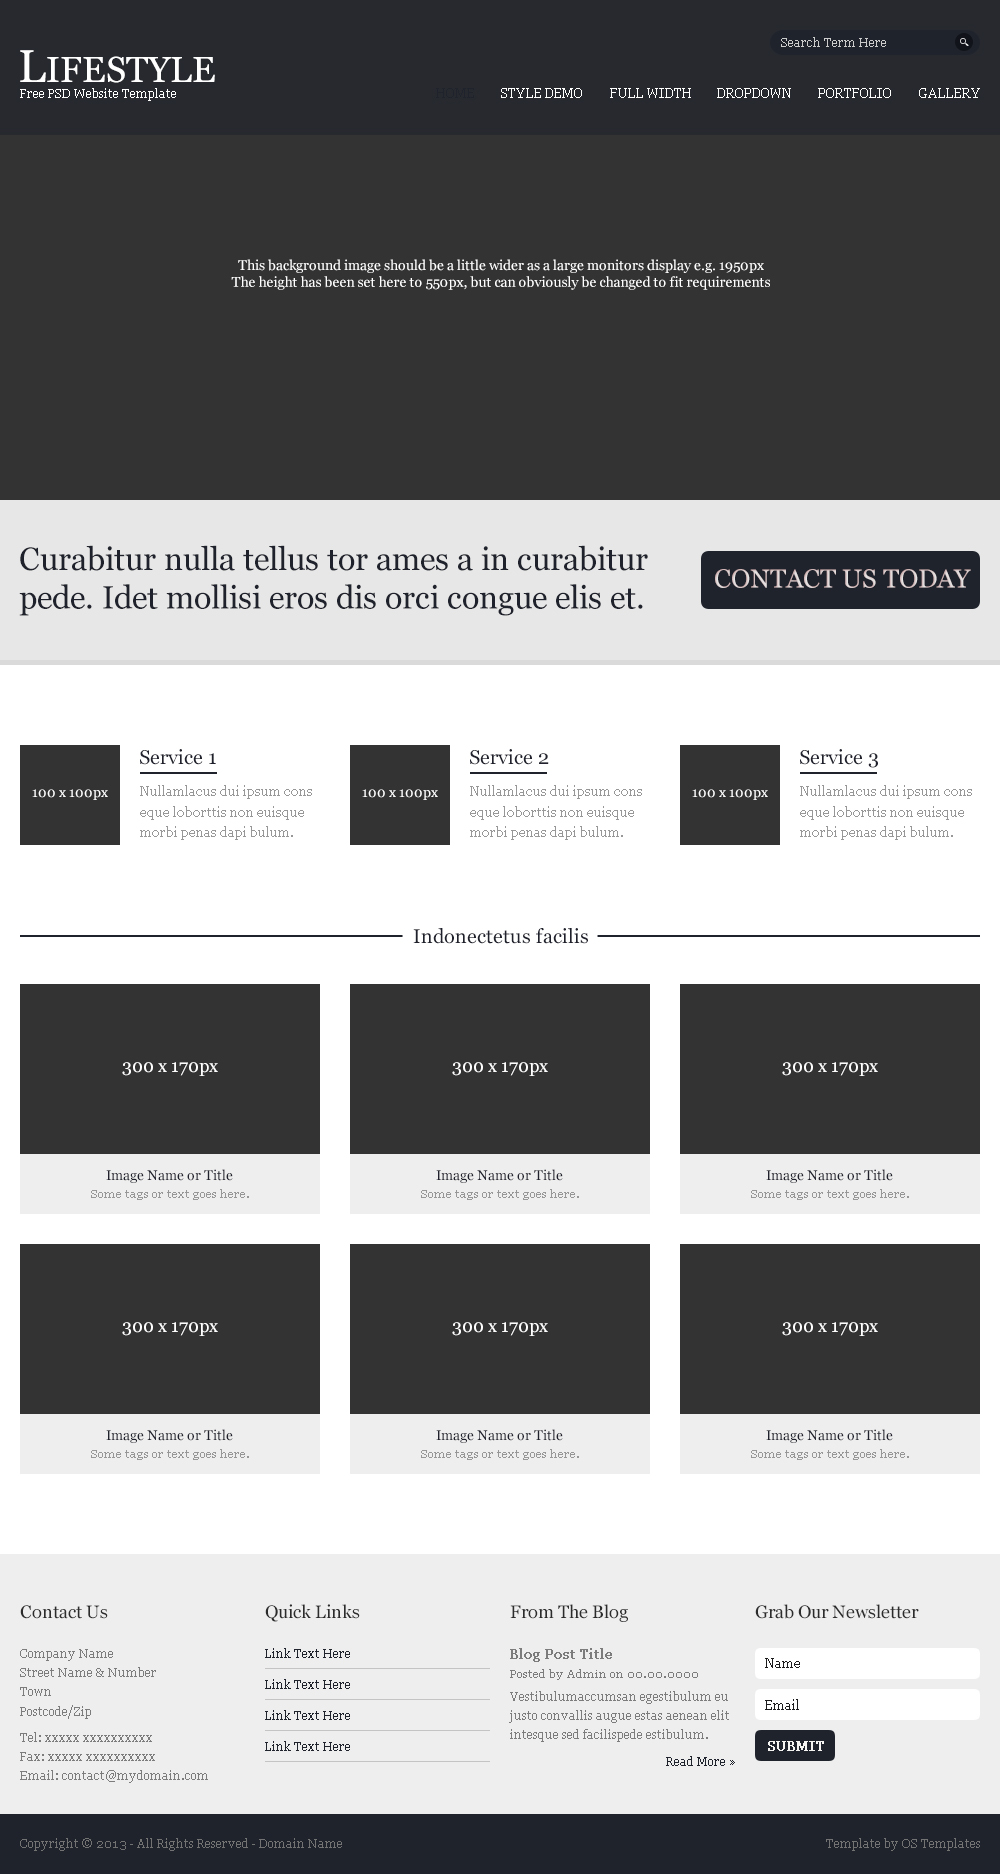 Search Term Here
LIFESTYLE
Free PSD Website Template
HOME STYLE DEMO FULL WIDTH DROPDOWN PORTFOLIO GALLERY
This background image should be a little wider as a large monitors display e.g. 1950px
The height has been set here to 550px, but can obviously be changed to fit requirements
Curabitur nulla tellus tor ames a in curabitur
pede. Idet mollisi eros dis orci congue elis et.
CONTACT US TODAY
100 x 100px
Service 1
Nullamlacus dui ipsum cons
eque loborttis non euisque
morbi penas dapi bulum.
100 x 100px
Service 2
Nullamlacus dui ipsum cons
eque loborttis non euisque
morbi penas dapi bulum.
100 x 100px
Service 3
Nullamlacus dui ipsum cons
eque loborttis non euisque
morbi penas dapi bulum.
Indonectetus facilis
300 x 170px
Image Name or Title
Some tags or text goes here.
300 x 170px
Image Name or Title
Some tags or text goes here.
300 x 170px
Image Name or Title
Some tags or text goes here.
300 x 170px
Image Name or Title
Some tags or text goes here.
300 x 170px
Image Name or Title
Some tags or text goes here.
300 x 170px
Image Name or Title
Some tags or text goes here.
Contact Us
Company Name
Street Name & Number
Town
Postcode/Zip
Tel: xxxxx xxxxxxxxxx
Fax: xxxxx xxxxxxxxxx
Email: contact@mydomain.com
Quick Links
Link Text Here
Link Text Here
Link Text Here
Link Text Here
From The Blog
Blog Post Title
Posted by Admin on 00.00.0000
Vestibulumaccumsan egestibulum eu
justo convallis augue estas aenean elit
intesque sed facilispede estibulum.
Read More »
Grab Our Newsletter
Name
Email
SUBMIT
Copyright © 2013 - All Rights Reserved - Domain Name
Template by OS Templates